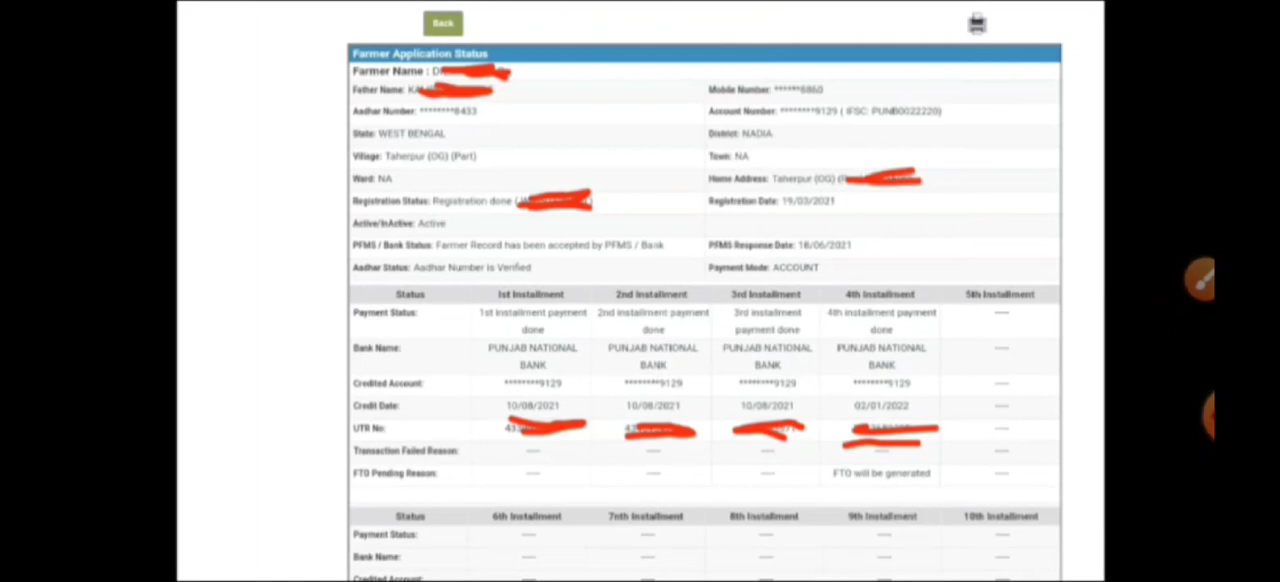 Back
Farmer Application Status
Farmer Name :
Father Name:
Mobile Number: ******6860
Aadhar Number: ********8433
Account Number: ********9129 ( IFSC: PUNB0022220)
State: WEST BENGAL
District: NADIA
Village: Taherpur (OG) (Part)
Town: NA
Ward: NA
Home Address: Taherpur (OG)
Registration Status: Registration done
Registration Date: 19/03/2021
Active/InActive: Active
PFMS / Bank Status: Farmer Record has been accepted by PFMS / Bank
PFMS Response Date: 18/06/2021
Aadhar Status: Aadhar Number is Verified
Payment Mode: ACCOUNT
Status 1st Installment 2nd Installment 3rd Installment 4th Installment 5th Installment
Payment Status: 1st installment payment done 2nd installment payment done 3rd installment payment done 4th installment payment done ----
Bank Name: PUNJAB NATIONAL BANK PUNJAB NATIONAL BANK PUNJAB NATIONAL BANK PUNJAB NATIONAL BANK ----
Credited Account: ********9129 ********9129 ********9129 ********9129 ----
Credit Date: 10/08/2021 10/08/2021 10/08/2021 02/01/2022 ----
UTR No: ----
Transaction Failed Reason: ---- ---- ---- ---- ----
FTO Pending Reason: ---- ---- ---- FTO will be generated ----
Status 6th Installment 7nth Installment 8th Installment 9th Installment 10th Installment
Payment Status: ---- ---- ---- ---- ----
Bank Name: ---- ---- ---- ---- ----
Credited Account: